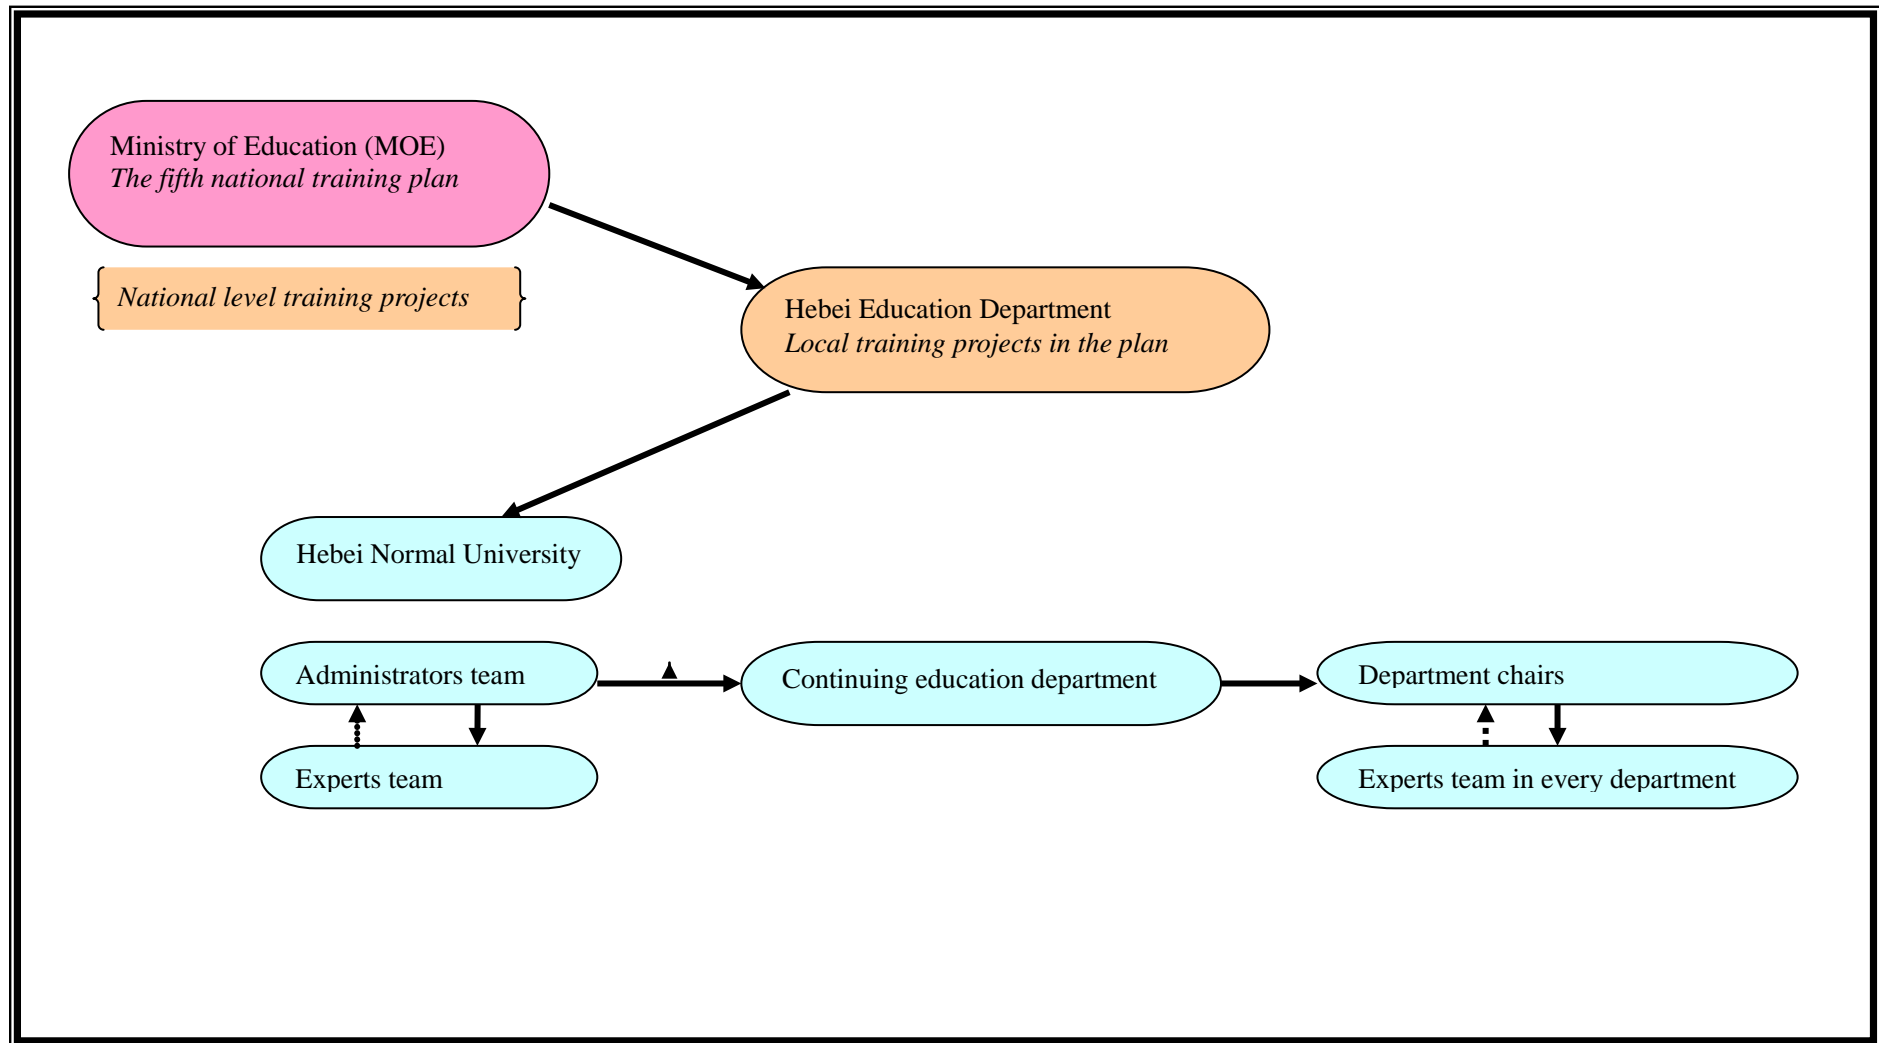 Ministry of Education (MOE)
The fifth national training plan
National level training projects
Hebei Education Department
Local training projects in the plan
Hebei Normal University
Administrators team
Continuing education department
Department chairs
Experts team
Experts team in every department